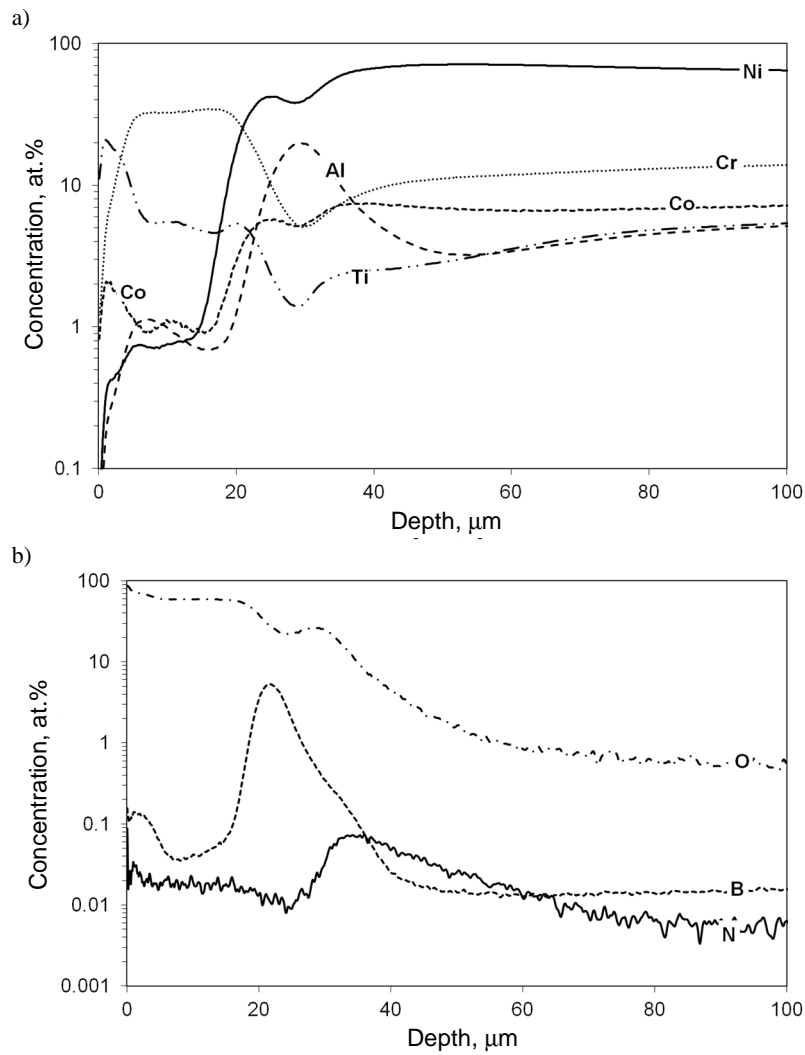 a)
100
10
1
0.1
Concentration, at.%
Ni
Cr
Al
Co
Co
Ti
0
20
40
60
80
100
Depth, μm
b)
100
10
1
0.1
0.01
0.001
Concentration, at.%
O
B
N
0
20
40
60
80
100
Depth, μm